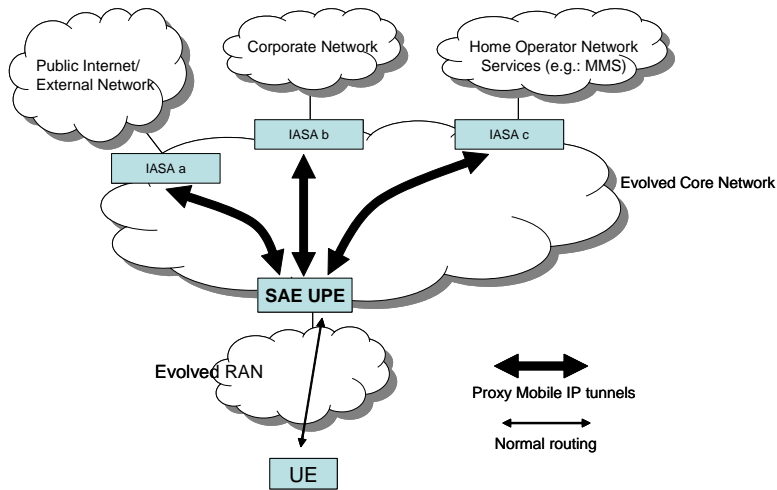 Corporate Network
Home Operator Network
Services (e.g.: MMS)
Public Internet/
External Network
IASA b
IASA c
IASA a
Evolved Core Network
SAE UPE
Evolved RAN
Proxy Mobile IP tunnels
Normal routing
UE